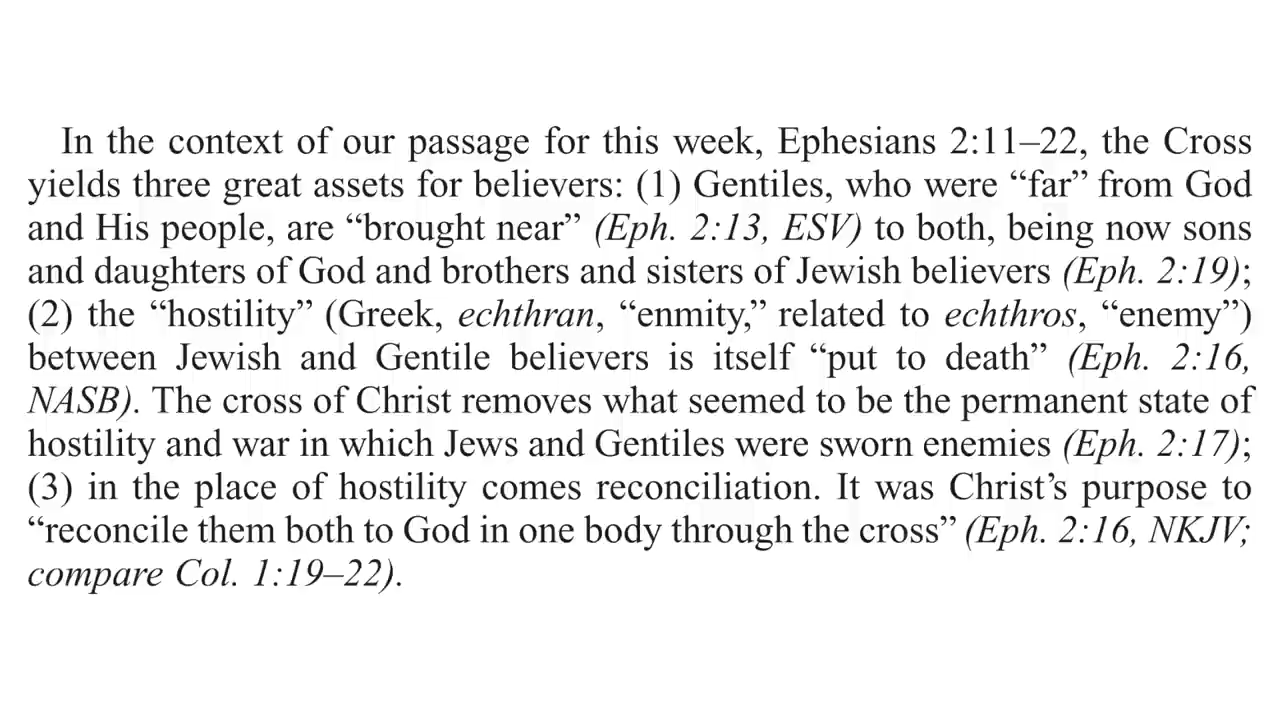 In the context of our passage for this week, Ephesians 2:11–22, the Cross
yields three great assets for believers: (1) Gentiles, who were “far” from God
and His people, are “brought near” (Eph. 2:13, ESV) to both, being now sons
and daughters of God and brothers and sisters of Jewish believers (Eph. 2:19);
(2) the “hostility” (Greek, echthran, “enmity,” related to echthros, “enemy”)
between Jewish and Gentile believers is itself “put to death” (Eph. 2:16,
NASB). The cross of Christ removes what seemed to be the permanent state of
hostility and war in which Jews and Gentiles were sworn enemies (Eph. 2:17);
(3) in the place of hostility comes reconciliation. It was Christ’s purpose to
“reconcile them both to God in one body through the cross” (Eph. 2:16, NKJV;
compare Col. 1:19–22).